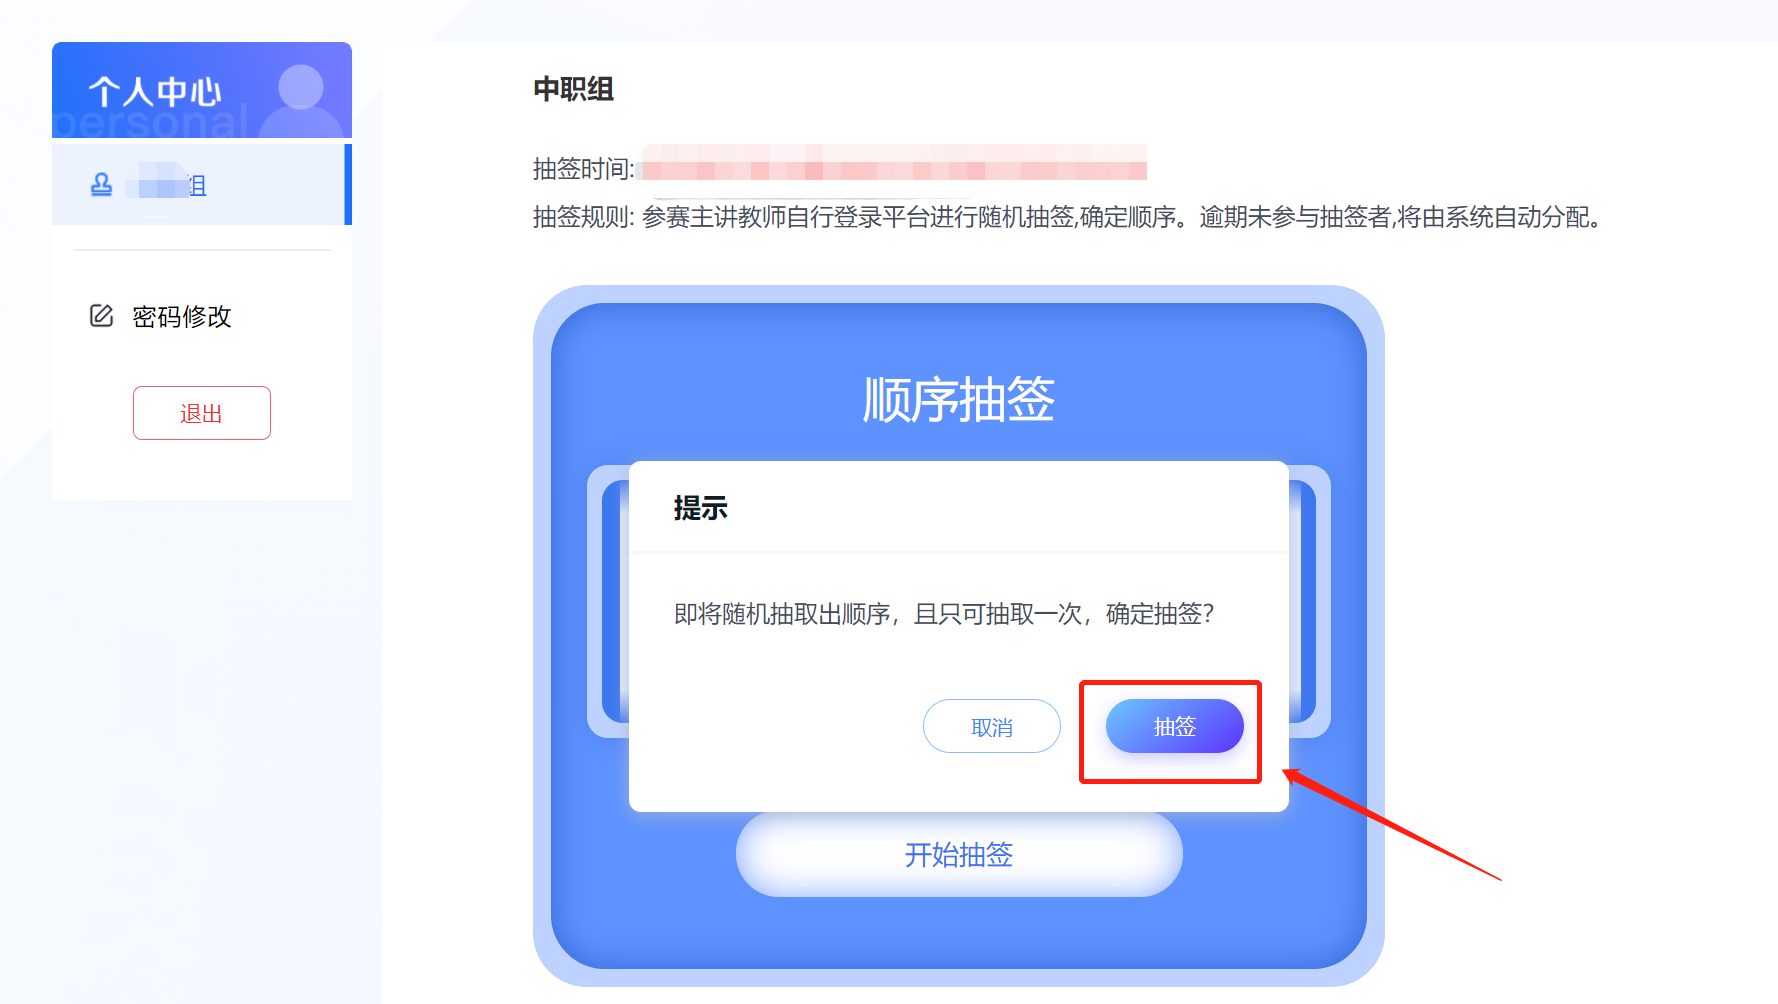 个人中心
personal
组
密码修改
退出
中职组
抽签时间:
抽签规则: 参赛主讲教师自行登录平台进行随机抽签,确定顺序。逾期未参与抽签者,将由系统自动分配。
顺序抽签
提示
即将随机抽取出顺序，且只可抽取一次，确定抽签？
取消
抽签
开始抽签